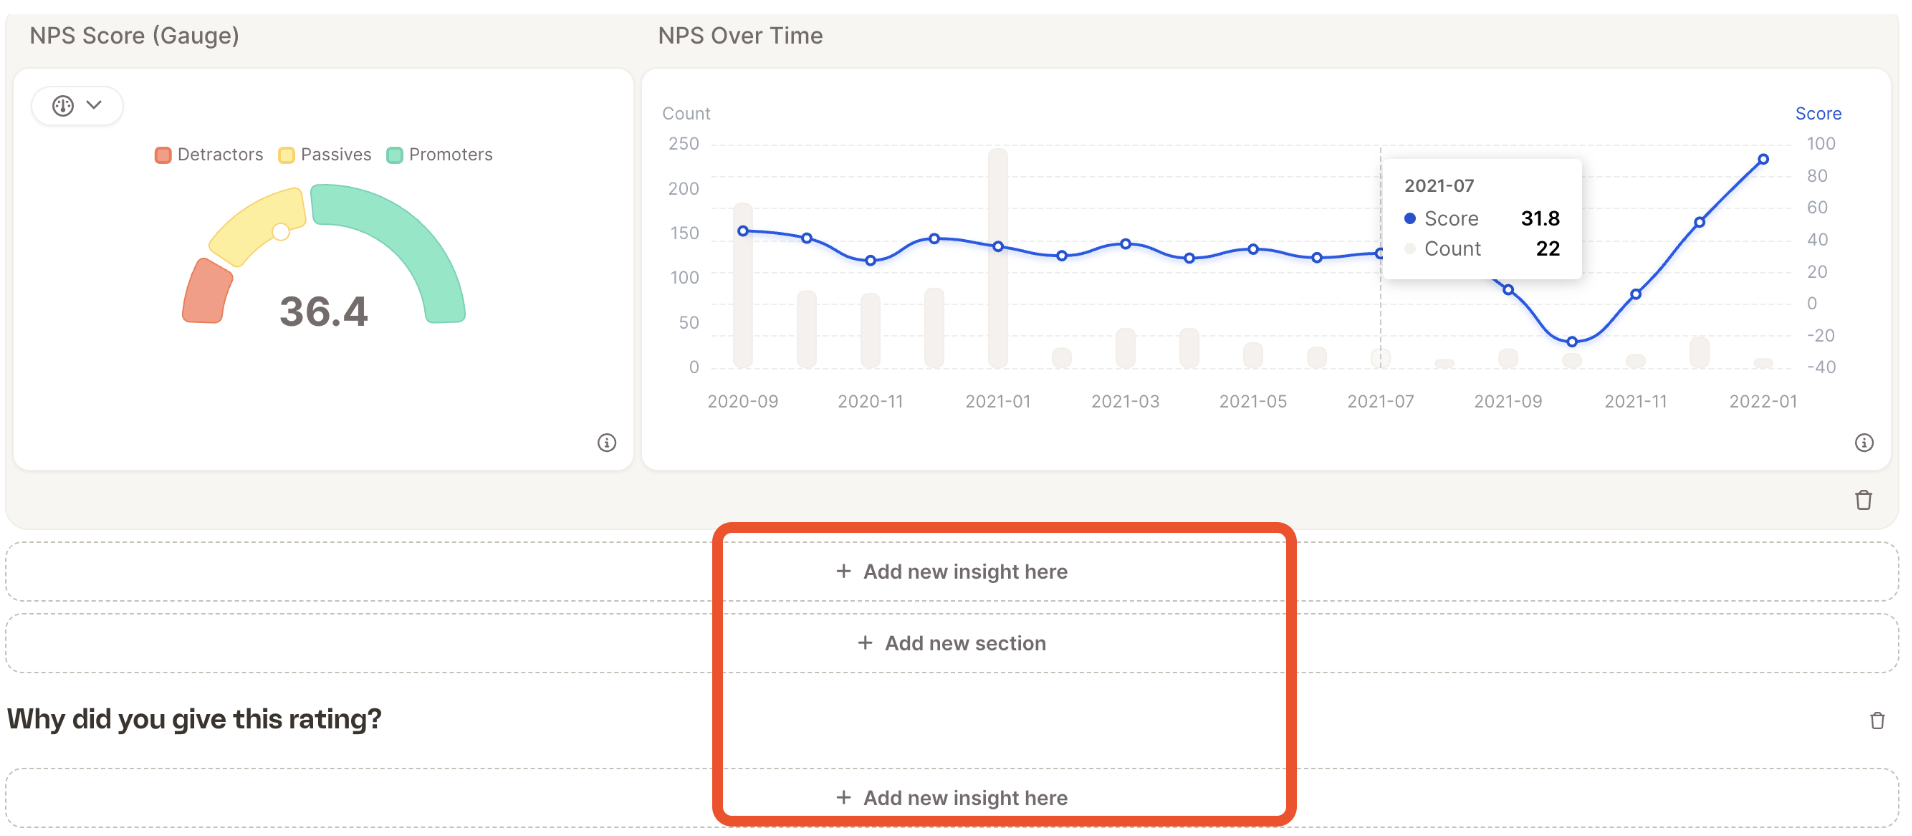 NPS Score (Gauge)
Detractors Passives Promoters
36.4
NPS Over Time
Count Score
250 100
80
200
60
150 40
100 20
0
50 -20
0 -40
2021-07
Score 31.8
Count 22
2020-09 2020-11 2021-01 2021-03 2021-05 2021-07 2021-09 2021-11 2022-01
+ Add new insight here
+ Add new section
Why did you give this rating?
+ Add new insight here